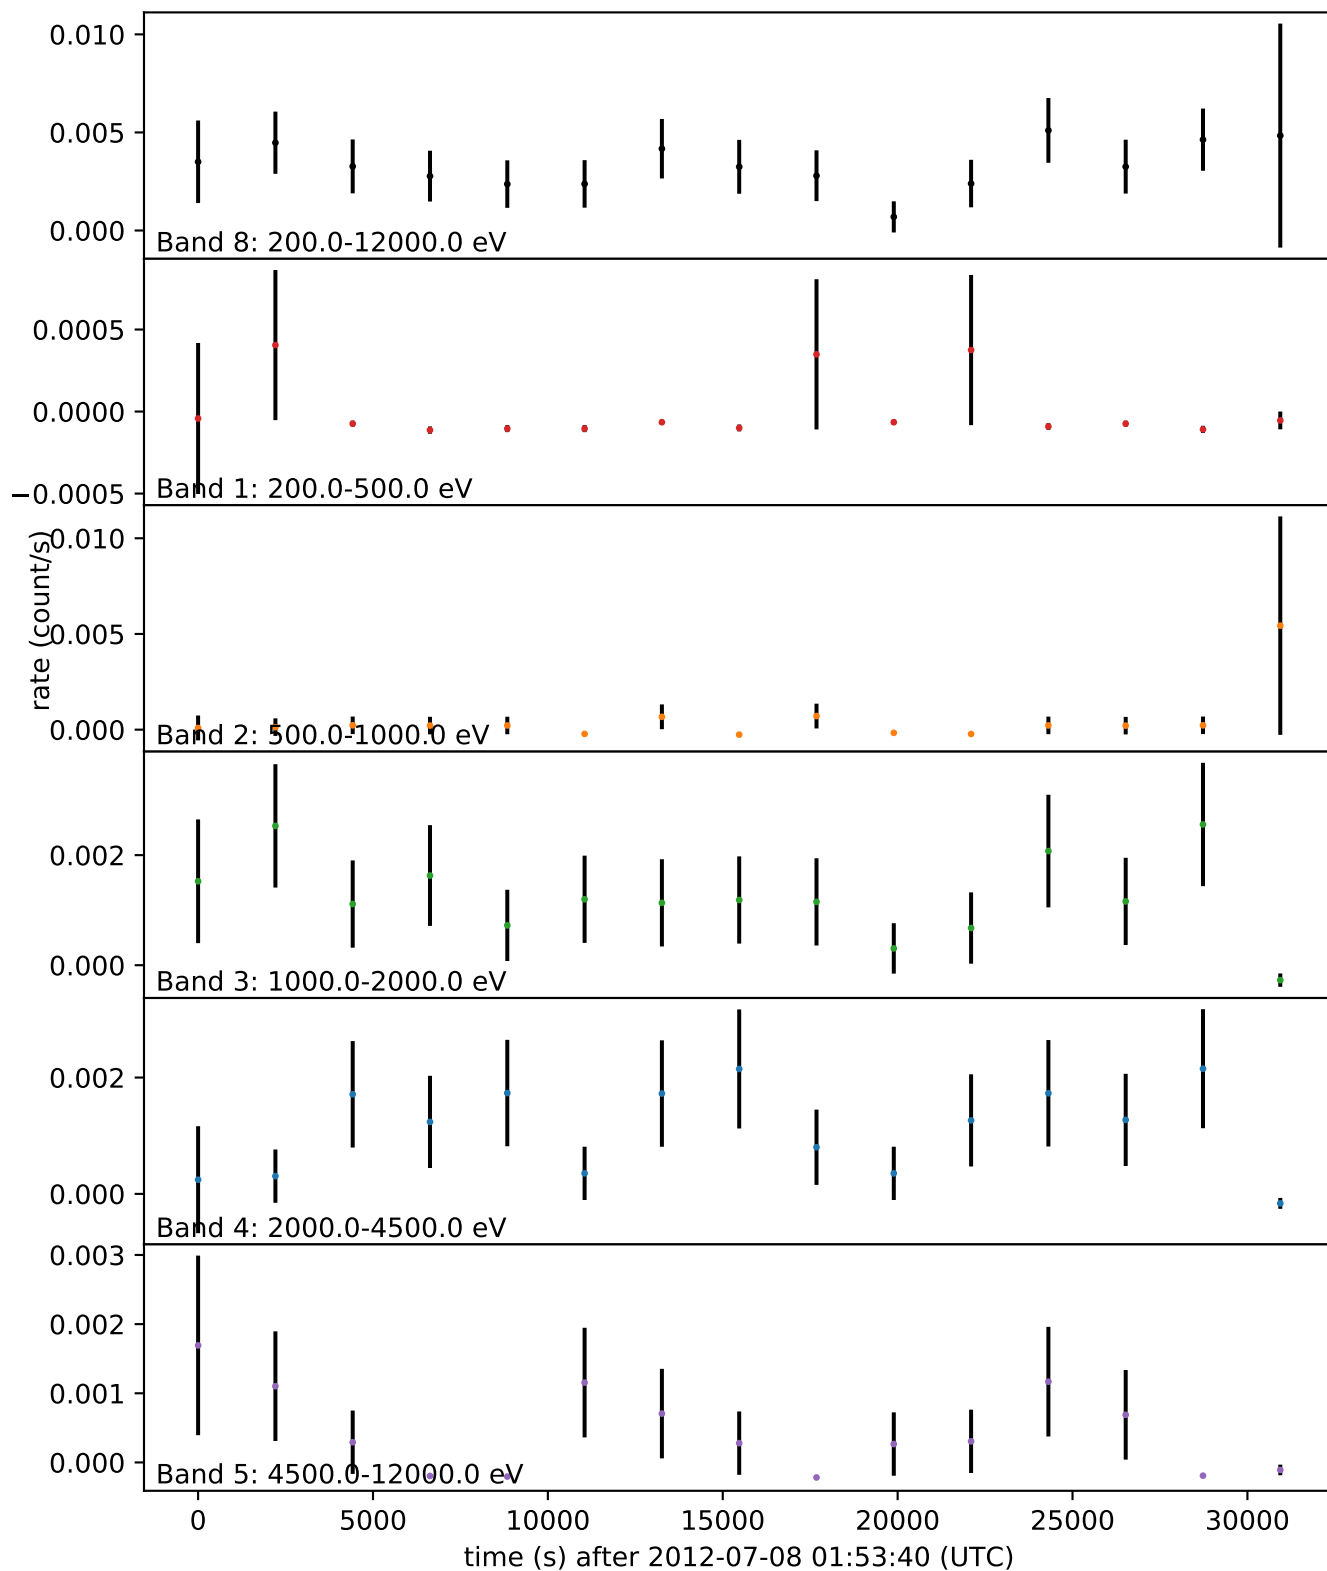 0.010
0.005
0.000
Band 8: 200.0-12000.0 eV
0.0005
0.0000
−0.0005
Band 1: 200.0-500.0 eV
rate (count/s)
0.010
0.005
0.000
Band 2: 500.0-1000.0 eV
0.002
0.000
Band 3: 1000.0-2000.0 eV
0.002
0.000
Band 4: 2000.0-4500.0 eV
0.003
0.002
0.001
0.000
Band 5: 4500.0-12000.0 eV
0 5000 10000 15000 20000 25000 30000
time (s) after 2012-07-08 01:53:40 (UTC)